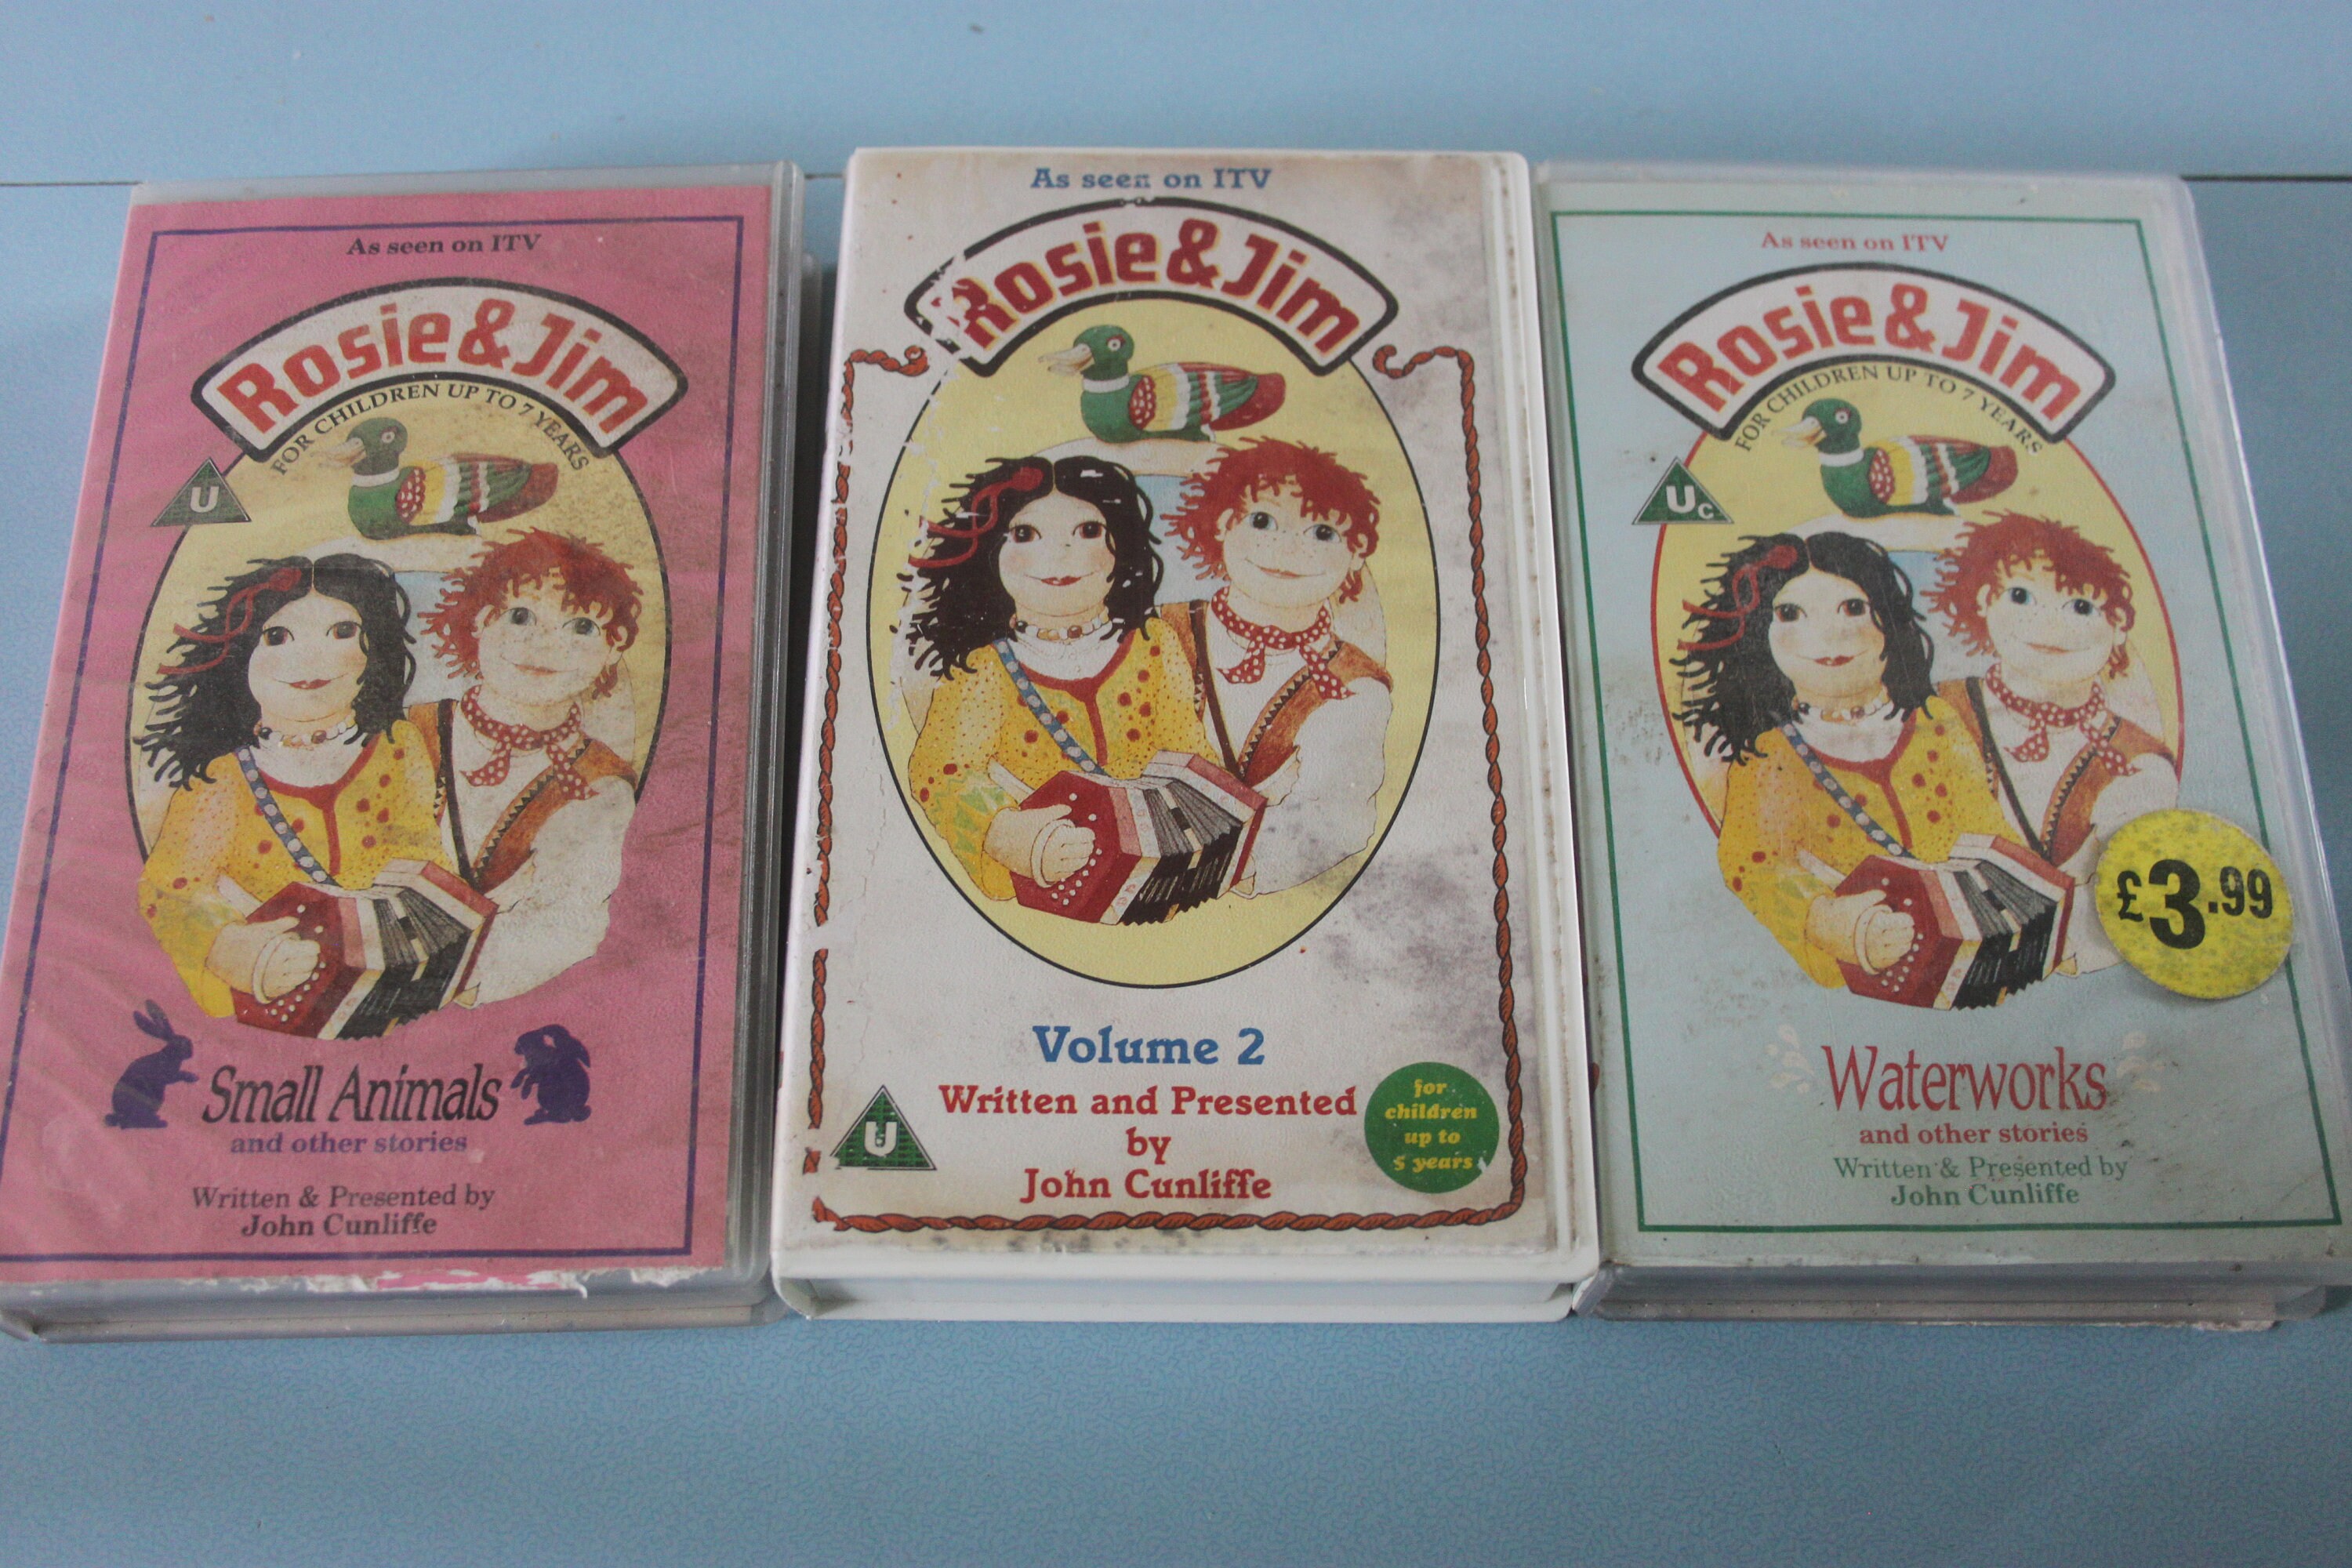 As seen on ITV
Rosie & Jim
FOR CHILDREN UP TO 7 YEARS
U
Small Animals
and other stories
Written & Presented by
John Cunliffe
As seen on ITV
Rosie & Jim
Volume 2
Written and Presented
by
John Cunliffe
U
for
children
up to
5 years
As seen on ITV
Rosie & Jim
FOR CHILDREN UP TO 7 YEARS
Uc
£3.99
Waterworks
and other stories
Written & Presented by
John Cunliffe